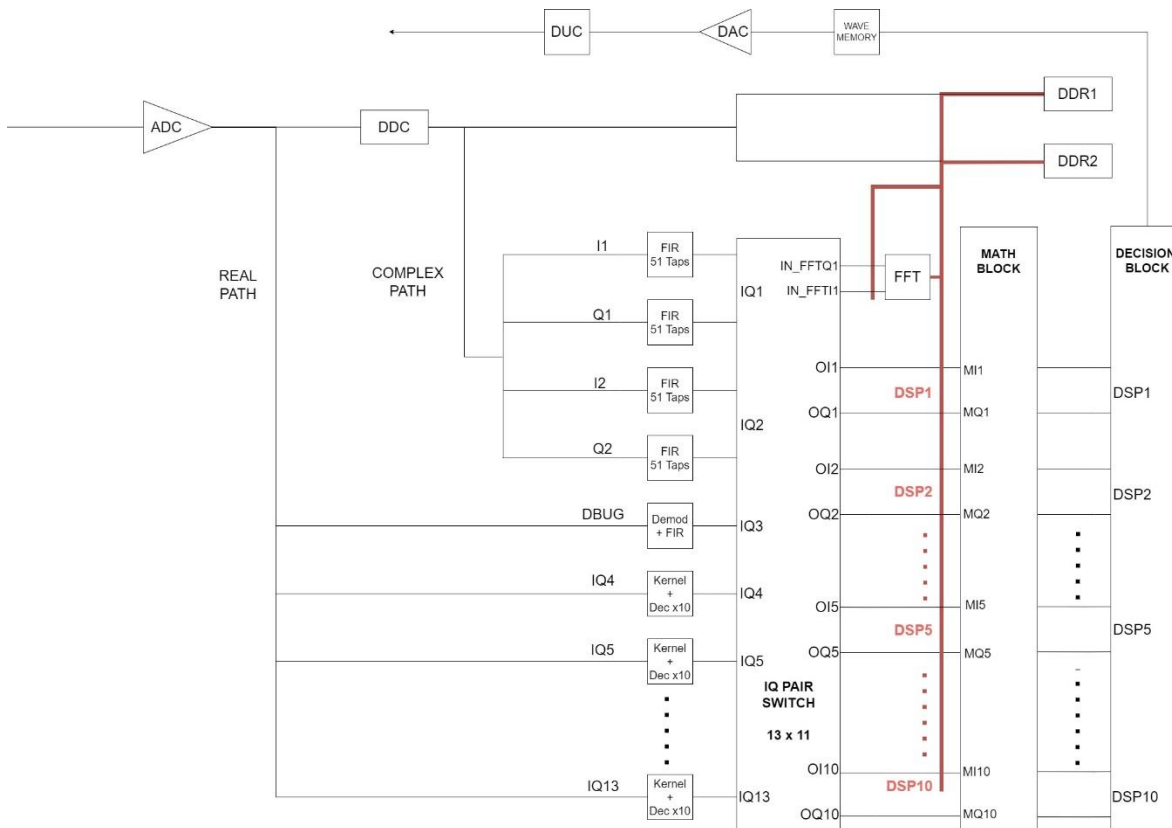 DUC
DAC
WAVE
MEMORY
DDR1
ADC
DDC
DDR2
REAL
PATH
COMPLEX
PATH
I1
FIR
51 Taps
Q1
FIR
51 Taps
I2
FIR
51 Taps
Q2
FIR
51 Taps
DBUG
Demod
+ FIR
IQ4
Kernel
+
Dec x10
IQ5
Kernel
+
Dec x10
IQ13
Kernel
+
Dec x10
IQ1
IQ2
IQ3
IQ4
IQ5
IQ13
IQ PAIR
SWITCH
13 x 11
IN_FFTQ1
IN_FFTI1
FFT
OI1
OQ1
OI2
OQ2
OI5
OQ5
OI10
OQ10
DSP1
DSP2
DSP5
DSP10
MATH
BLOCK
MI1
MQ1
MI2
MQ2
MI5
MQ5
MI10
MQ10
DECISION
BLOCK
DSP1
DSP2
DSP5
DSP10